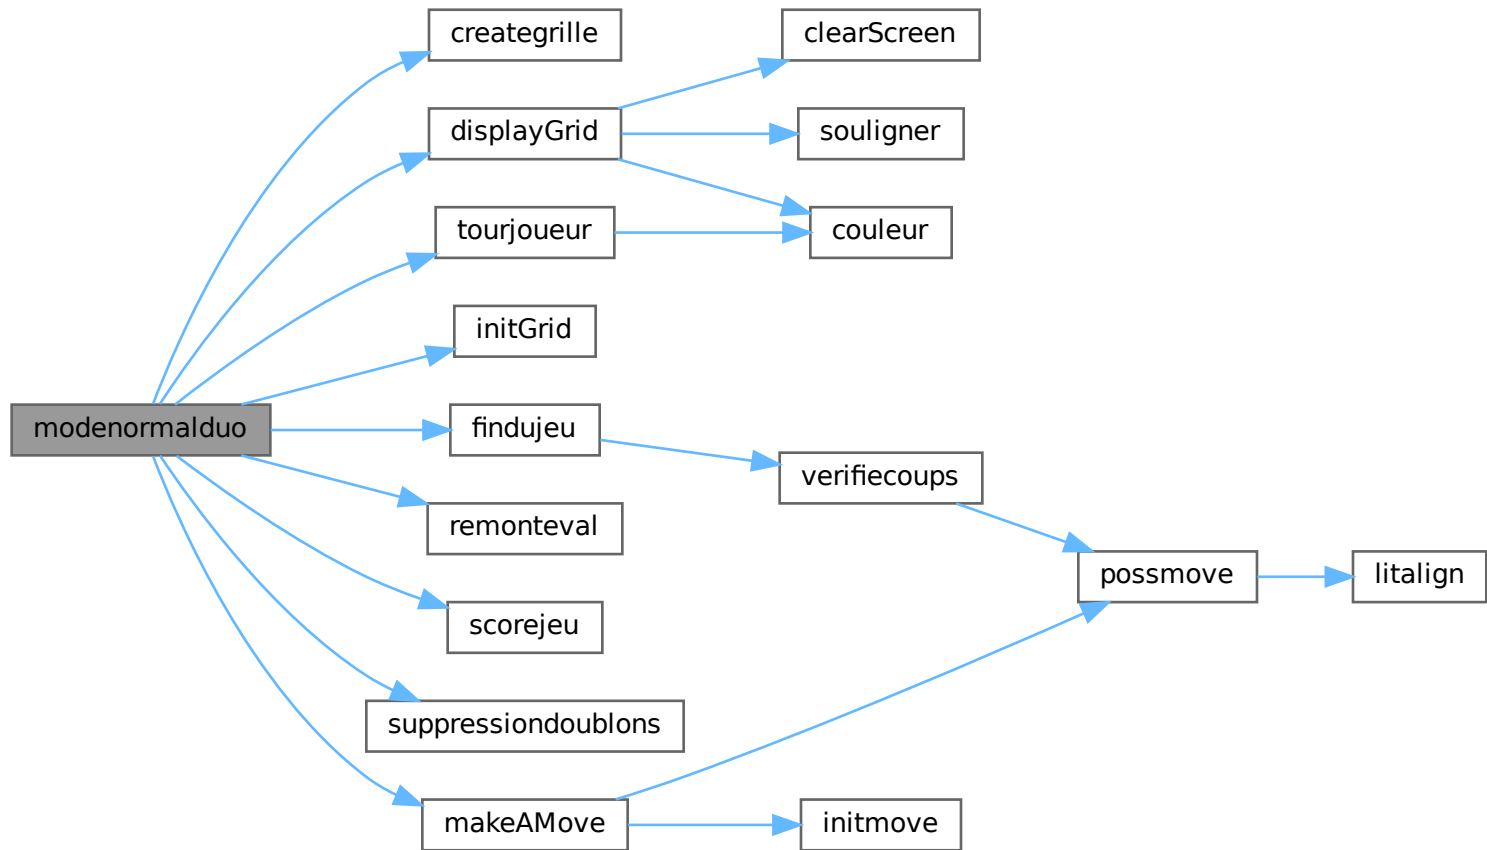 creategrille
clearScreen
displayGrid
souligner
tourjoueur
couleur
initGrid
modenormalduo
findujeu
verifiecoups
remonteval
possmove
litalign
scorejeu
suppressiondoublons
makeAMove
initmove